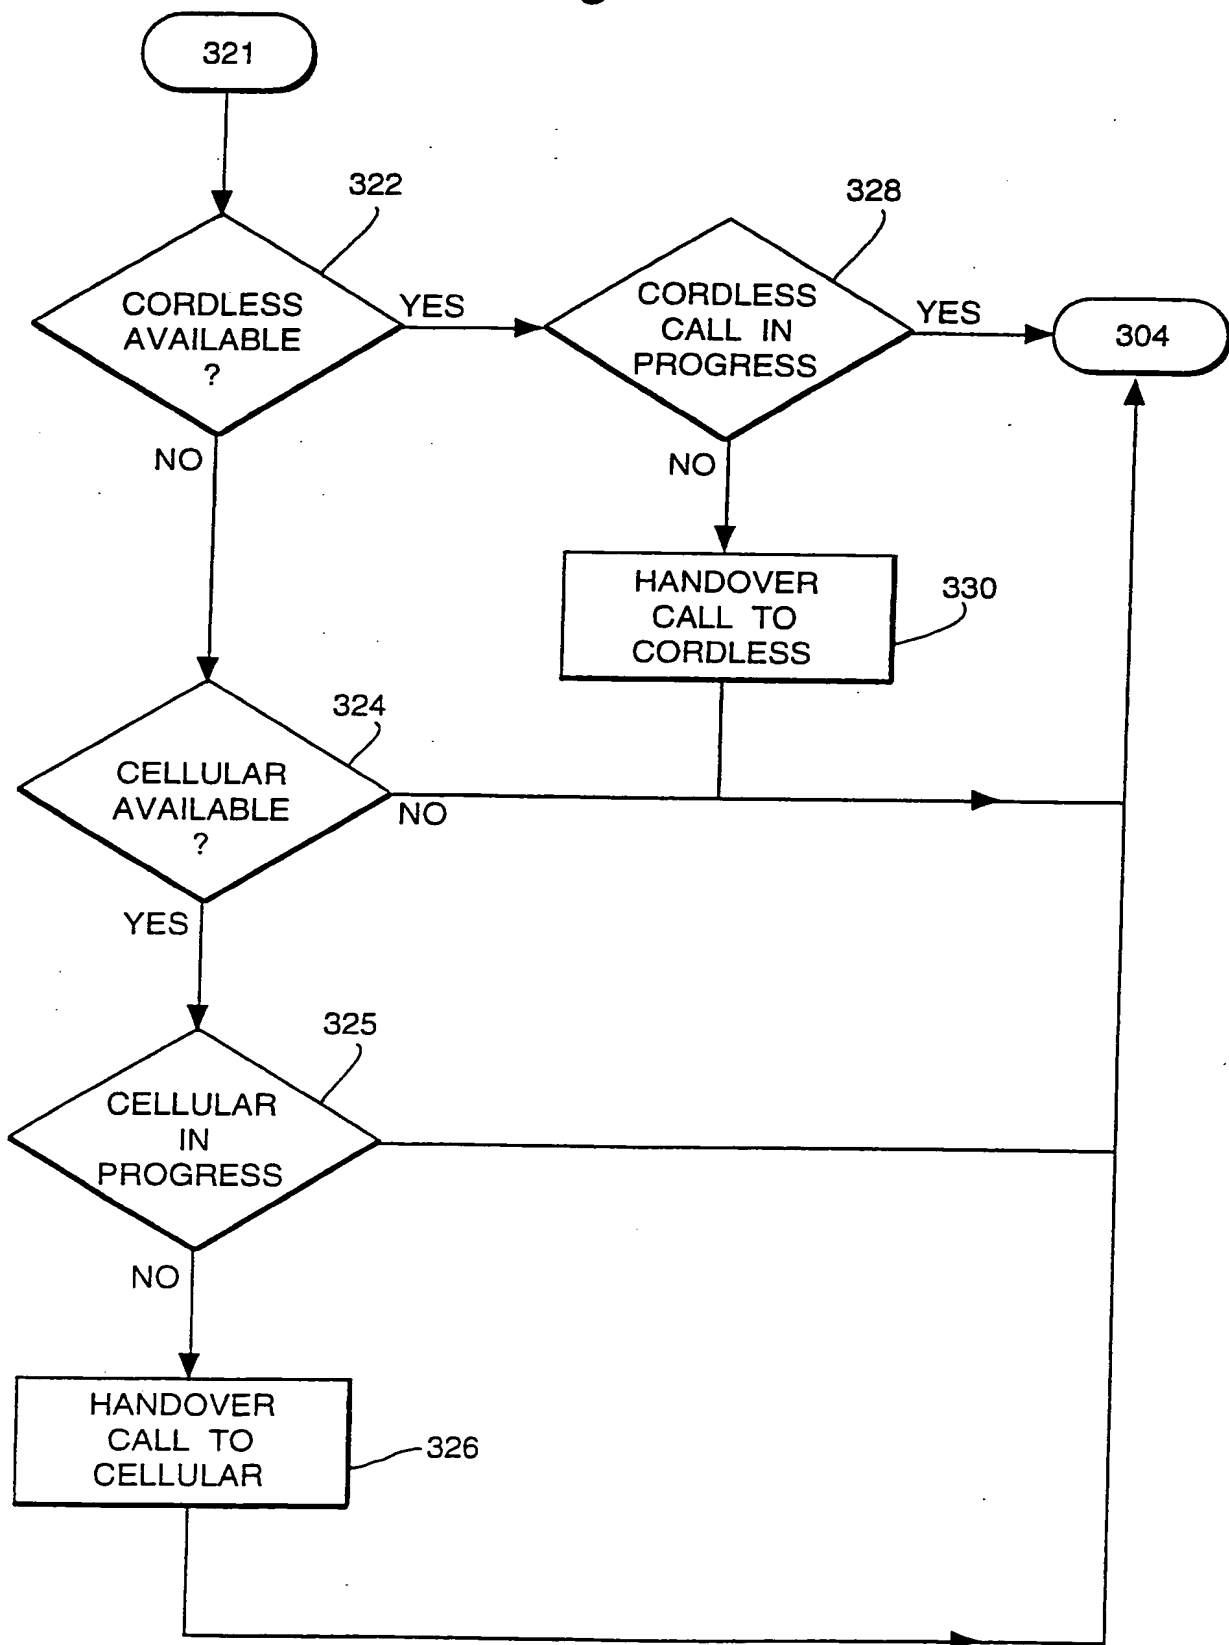 321
322
CORDLESS
AVAILABLE
?
YES
NO
328
CORDLESS
CALL IN
PROGRESS
YES
304
NO
HANDOVER
CALL TO
CORDLESS
330
324
CELLULAR
AVAILABLE
?
NO
YES
325
CELLULAR
IN
PROGRESS
NO
HANDOVER
CALL TO
CELLULAR
326